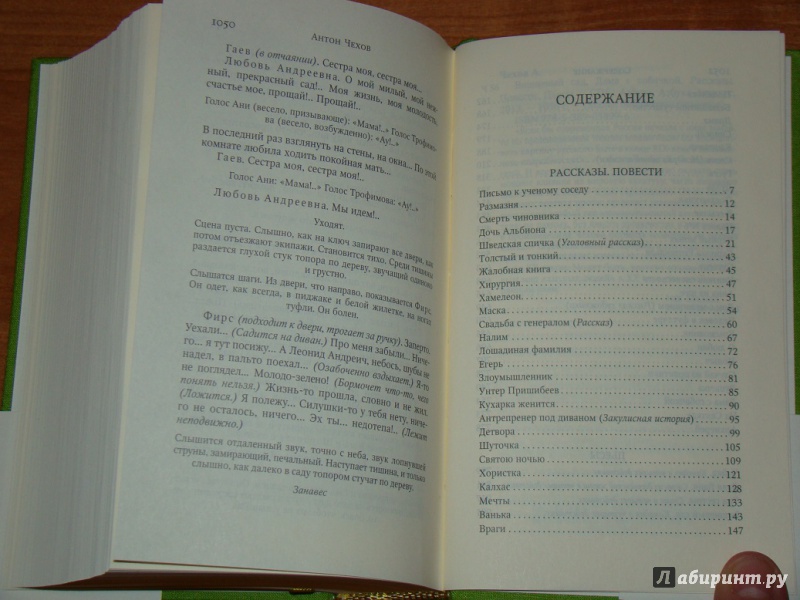 1050
Антон Чехов
Гаев (в отчаянии). Сестра моя, сестра моя...
Любовь Андреевна. О мой милый, мой неж-
ный, прекрасный сад!.. Моя жизнь, моя молодость,
счастье мое, прощай!.. Прощай!..
Голос Ани (весело, призывающе): «Мама!..» Голос Трофимо-
ва (весело, возбужденно): «Ау!..»
В последний раз взглянуть на стены, на окна... По этой
комнате любила ходить покойная мать...
Гаев. Сестра моя, сестра моя!..
Голос Ани: «Мама!..» Голос Трофимова: «Ау!..»
Любовь Андреевна. Мы идем!..
Уходят.
Сцена пуста. Слышно, как на ключ запирают все двери, как
потом отъезжают экипажи. Становится тихо. Среди тишины
раздается глухой стук топора по дереву, звучащий одиноко
и грустно.
Слышатся шаги. Из двери, что направо, показывается Фирс.
Он одет, как всегда, в пиджаке и белой жилетке, на ногах
туфли. Он болен.
Фирс (подходит к двери, трогает за ручку). Заперто.
Уехали... (Садится на диван.) Про меня забыли... Ниче-
го... я тут посижу... А Леонид Андреич, небось, шубы не
надел, в пальто поехал... (Озабоченно вздыхает.) Я-то
не поглядел... Молодо-зелено! (Бормочет что-то, чего
понять нельзя.) Жизнь-то прошла, словно и не жил.
(Ложится.) Я полежу... Силушки-то у тебя нету, ниче-
го не осталось, ничего... Эх ты... недотепа!.. (Лежит
неподвижно.)
Слышится отдаленный звук, точно с неба, звук лопнувшей
струны, замирающий, печальный. Наступает тишина, и только
слышно, как далеко в саду топором стучат по дереву.
Занавес
СОДЕРЖАНИЕ
РАССКАЗЫ. ПОВЕСТИ
Письмо к ученому соседу 7
Размазня 12
Смерть чиновника 14
Дочь Альбиона 17
Шведская спичка (Уголовный рассказ) 21
Толстый и тонкий 43
Жалобная книга 45
Хирургия 47
Хамелеон 51
Маска 54
Свадьба с генералом (Рассказ) 60
Налим 67
Лошадиная фамилия 72
Егерь 76
Злоумышленник 81
Унтер Пришибеев 85
Кухарка женится 90
Антрепренер под диваном (Закулисная история) 95
Детвора 99
Шуточка 105
Святою ночью 109
Хористка 121
Калхас 128
Мечты 133
Ванька 143
Враги 147
Лабиринт.ру